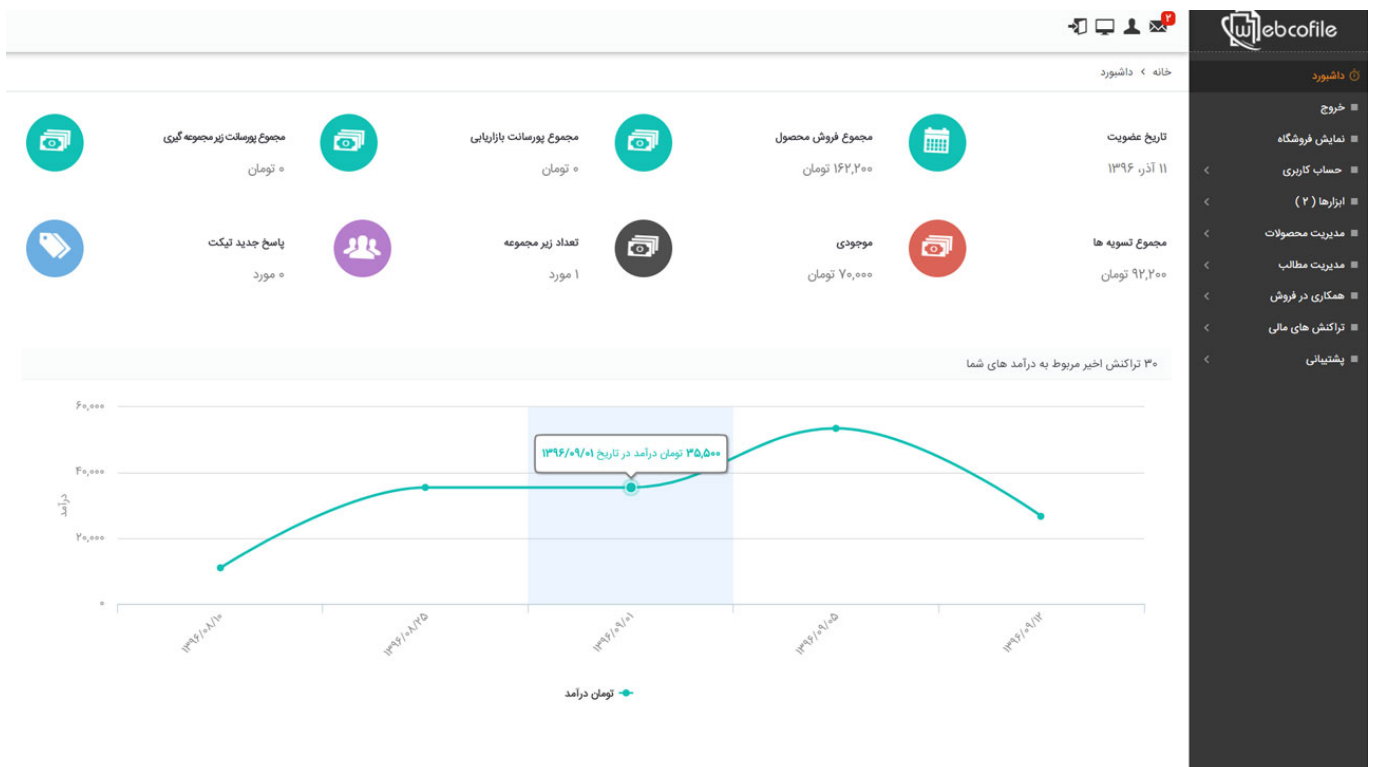 Webcofile
۲
داشبورد
خروج
نمایش فروشگاه
حساب کاربری
ابزارها ( ۲ )
مدیریت محصولات
مدیریت مطالب
همکاری در فروش
تراکنش های مالی
پشتیبانی
خانه > داشبورد
تاریخ عضویت
۱۱ آذر, ۱۳۹۶
مجموع فروش محصول
۱۶۲,۲۰۰ تومان
مجموع پورسانت بازاریابی
۰ تومان
مجموع پورسانت زیر مجموعه گیری
۰ تومان
مجموع تسویه ها
۹۲,۲۰۰ تومان
موجودی
۷۰,۰۰۰ تومان
تعداد زیر مجموعه
۱ مورد
پاسخ جدید تیکت
۰ مورد
۳۰ تراکنش اخیر مربوط به درآمد های شما
۶۰,۰۰۰
۴۰,۰۰۰
۲۰,۰۰۰
۰
درآمد
۳۵,۵۰۰ تومان درآمد در تاریخ ۱۳۹۶/۰۹/۰۱
۱۳۹۶/۰۸/۱۰
۱۳۹۶/۰۸/۲۵
۱۳۹۶/۰۹/۰۱
۱۳۹۶/۰۹/۰۵
۱۳۹۶/۰۹/۱۲
تومان درآمد